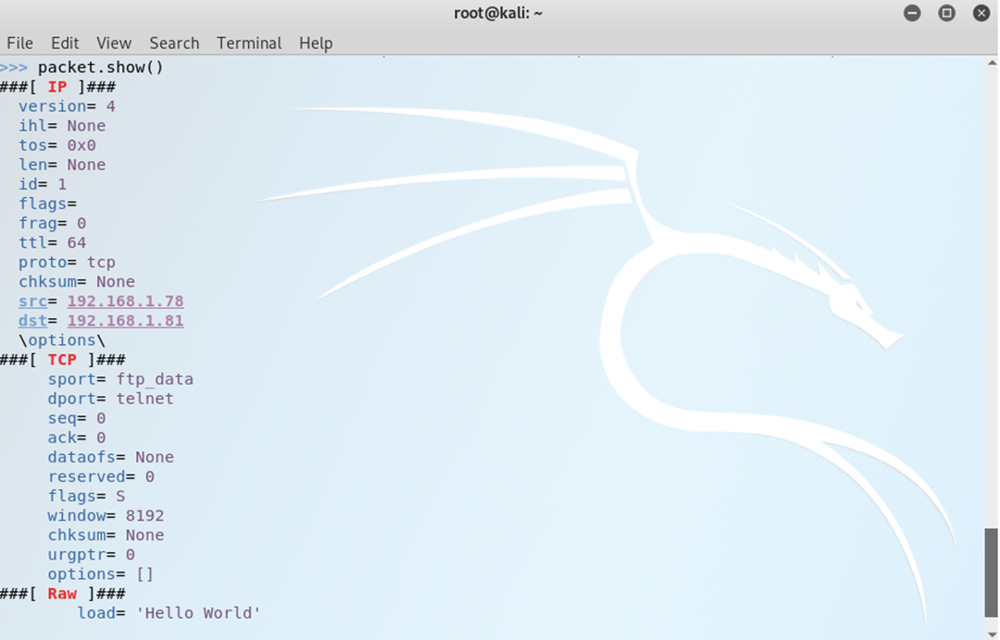 root@kali: ~
File Edit View Search Terminal Help
>>> packet.show()
###[ IP ]###
version= 4
ihl= None
tos= 0x0
len= None
id= 1
flags=
frag= 0
ttl= 64
proto= tcp
chksum= None
src= 192.168.1.78
dst= 192.168.1.81
\options\
###[ TCP ]###
sport= ftp_data
dport= telnet
seq= 0
ack= 0
dataofs= None
reserved= 0
flags= S
window= 8192
chksum= None
urgptr= 0
options= []
###[ Raw ]###
load= 'Hello World'